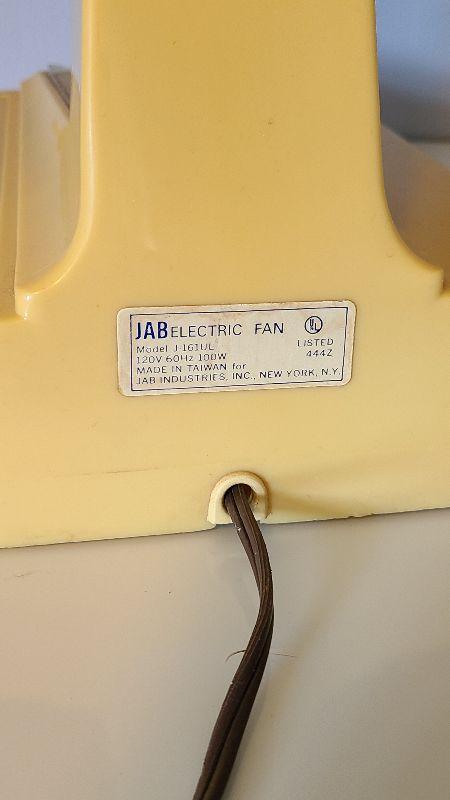 JAB ELECTRIC FAN UL
Model J-161UL LISTED
120V 60Hz 100W 444Z
MADE IN TAIWAN for
JAB INDUSTRIES, INC., NEW YORK, N.Y.